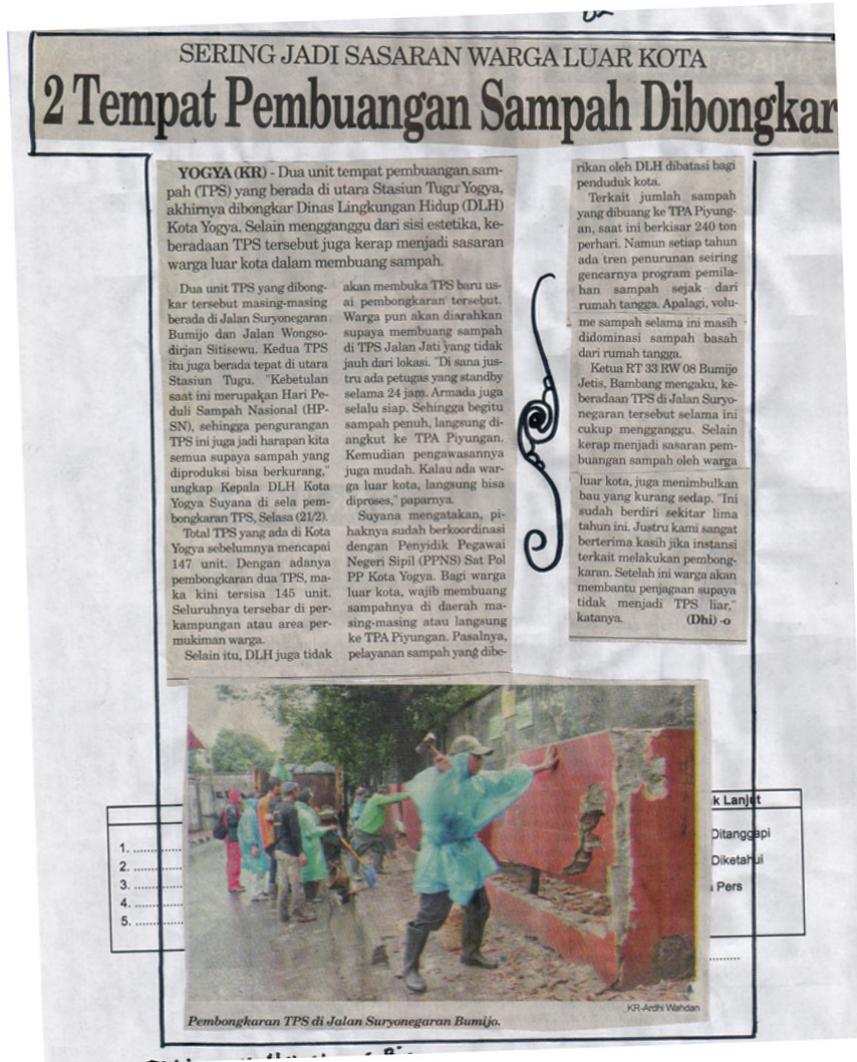 SERING JADI SASARAN WARGA LUAR KOTA
2 Tempat Pembuangan Sampah Dibongkar
YOGYA (KR) - Dua unit tempat pembuangan sam-
pah (TPS) yang berada di utara Stasiun Tugu Yogya,
akhirnya dibongkar Dinas Lingkungan Hidup (DLH)
Kota Yogya. Selain mengganggu dari sisi estetika, ke-
beradaan TPS tersebut juga kerap menjadi sasaran
warga luar kota dalam membuang sampah.
Dua unit TPS yang dibong-
kar tersebut masing-masing
berada di Jalan Suryonegaran
Bumijo dan Jalan Wongso-
dirjan Sitisewu. Kedua TPS
itu juga berada tepat di utara
Stasiun Tugu. "Kebetulan
saat ini merupakan Hari Pe-
duli Sampah Nasional (HP-
SN), sehingga pengurangan
TPS ini juga jadi harapan kita
semua supaya sampah yang
diproduksi bisa berkurang,"
ungkap Kepala DLH Kota
Yogya Suyana di sela pem-
bongkaran TPS, Selasa (21/2).
Total TPS yang ada di Kota
Yogya sebelumnya mencapai
147 unit. Dengan adanya
pembongkaran dua TPS, ma-
ka kini tersisa 145 unit.
Seluruhnya tersebar di per-
kampungan atau area per-
mukiman warga.
Selain itu, DLH juga tidak
akan membuka TPS baru us-
ai pembongkaran tersebut.
Warga pun akan diarahkan
supaya membuang sampah
di TPS Jalan Jati yang tidak
jauh dari lokasi. "Di sana jus-
tru ada petugas yang standby
selama 24 jam. Armada juga
selalu siap. Sehingga begitu
sampah penuh, langsung di-
angkut ke TPA Piyungan.
Kemudian pengawasannya
juga mudah. Kalau ada war-
ga luar kota, langsung bisa
diproses," paparnya.
Suyana mengatakan, pi-
haknya sudah berkoordinasi
dengan Penyidik Pegawai
Negeri Sipil (PPNS) Sat Pol
PP Kota Yogya. Bagi warga
luar kota, wajib membuang
sampahnya di daerah ma-
sing-masing atau langsung
ke TPA Piyungan. Pasalnya,
pelayanan sampah yang dibe-
rikan oleh DLH dibatasi bagi
penduduk kota.
Terkait jumlah sampah
yang dibuang ke TPA Piyung-
an, saat ini berkisar 240 ton
perhari. Namun setiap tahun
ada tren penurunan seiring
gencarnya program pemila-
han sampah sejak dari
rumah tangga. Apalagi, volu-
me sampah selama ini masih
didominasi sampah basah
dari rumah tangga.
Ketua RT 33 RW 08 Bumijo
Jetis, Bambang mengaku, ke-
beradaan TPS di Jalan Suryo-
negaran tersebut selama ini
cukup mengganggu. Selain
kerap menjadi sasaran pem-
buangan sampah oleh warga
luar kota, juga menimbulkan
bau yang kurang sedap. "Ini
sudah berdiri sekitar lima
tahun ini. Justru kami sangat
berterima kasih jika instansi
terkait melakukan pembong-
karan. Setelah ini warga akan
membantu penjagaan supaya
tidak menjadi TPS liar,"
katanya. (Dhi) -o
k Lanjut
1. ............
2. ............
3. ............
4. ............
5. ............
Ditanggapi
Diketahui
Pers
KR-Ardhi Wahdan
Pembongkaran TPS di Jalan Suryonegaran Bumijo.